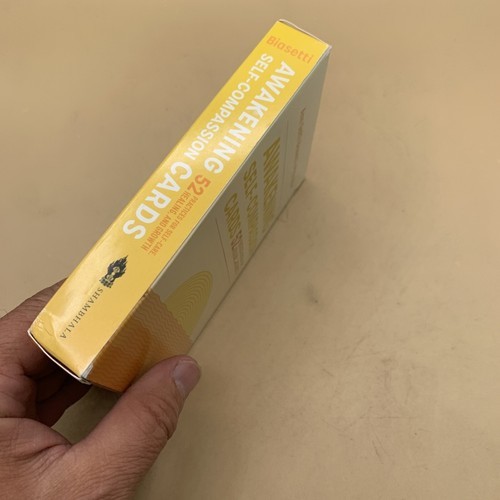 Biasetti
AWAKENING
SELF-COMPASSION CARDS
52
PRACTICES FOR SELF-CARE,
HEALING, AND GROWTH
SHAMBHALA